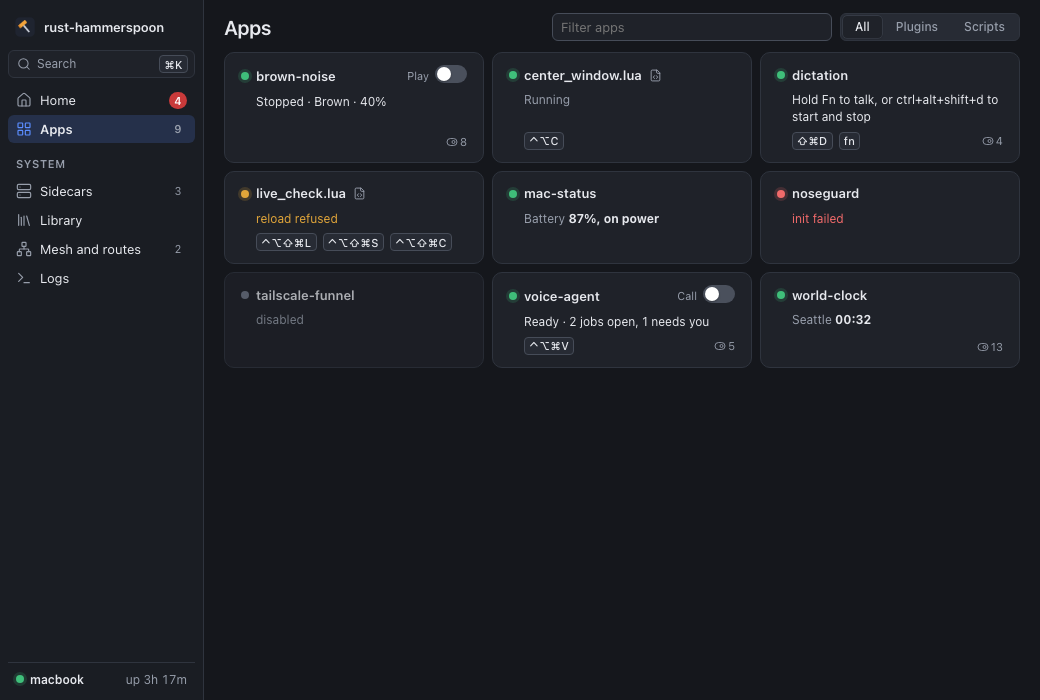 rust-hammerspoon
Search ⌘K
Home 4
Apps 9
SYSTEM
Sidecars 3
Library
Mesh and routes 2
Logs
macbook up 3h 17m
Apps
Filter apps
All Plugins Scripts
brown-noise Play
Stopped · Brown · 40%
8
center_window.lua
Running
⌃⌥C
dictation
Hold Fn to talk, or ctrl+alt+shift+d to
start and stop
⇧⌘D fn 4
live_check.lua
reload refused
⌃⌥⇧⌘L ⌃⌥⇧⌘S ⌃⌥⇧⌘C
mac-status
Battery 87%, on power
noseguard
init failed
tailscale-funnel
disabled
voice-agent Call
Ready · 2 jobs open, 1 needs you
⌃⌥⌘V 5
world-clock
Seattle 00:32
13